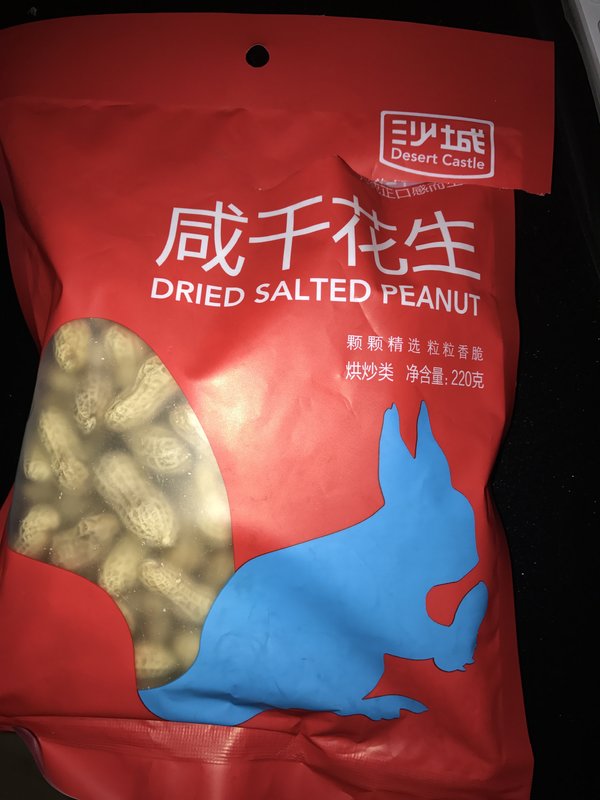 沙城
Desert Castle
咸干花生
DRIED SALTED PEANUT
颗颗精选 粒粒香脆
烘炒类 净含量:220克